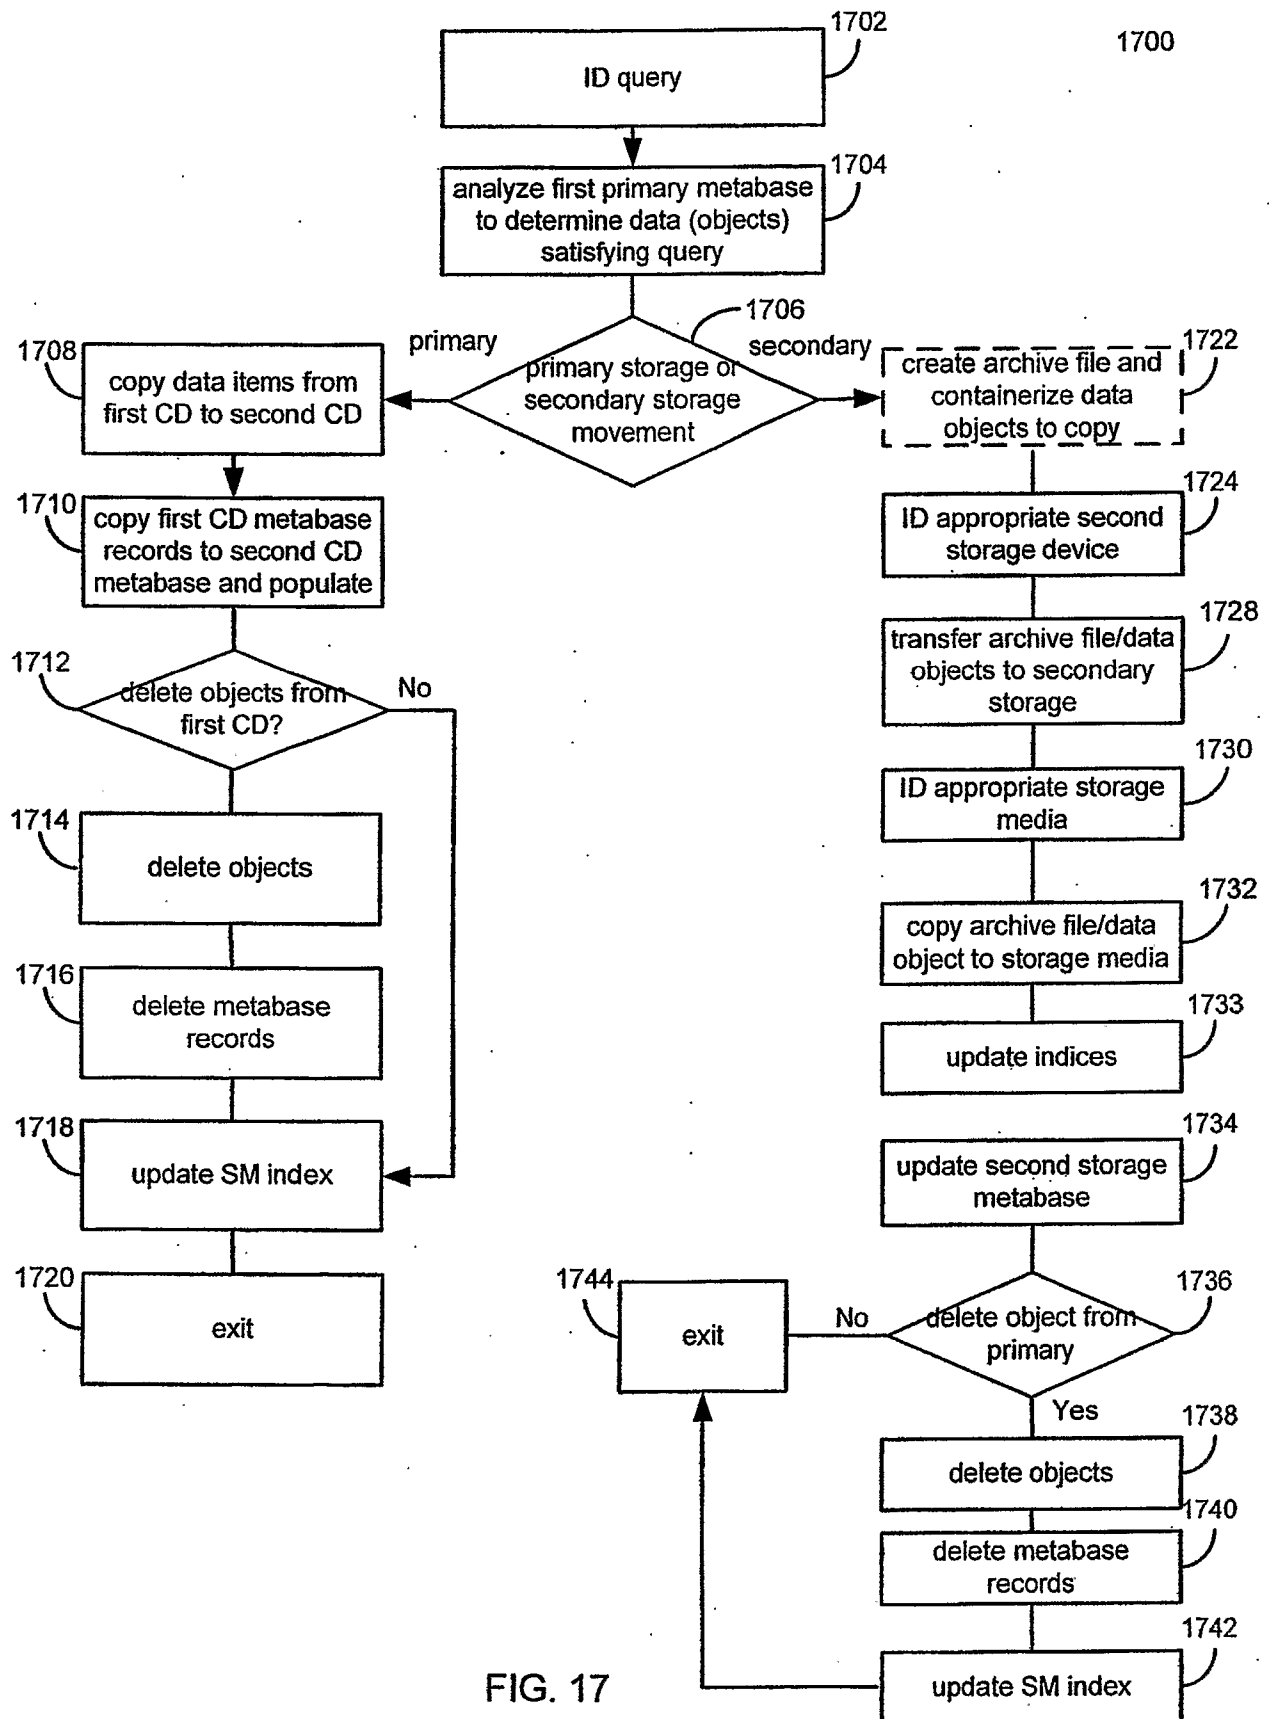 1702
1700
ID query
1704
analyze first primary metabase
to determine data (objects)
satisfying query
1706
primary
secondary
primary storage or
secondary storage
movement
1708
copy data items from
first CD to second CD
1710
copy first CD metabase
records to second CD
metabase and populate
1712
delete objects from
first CD?
No
1714
delete objects
1716
delete metabase
records
1718
update SM index
1720
exit
1722
create archive file and
containerize data
objects to copy
1724
ID appropriate second
storage device
1728
transfer archive file/data
objects to secondary
storage
1730
ID appropriate storage
media
1732
copy archive file/data
object to storage media
1733
update indices
1734
update second storage
metabase
1736
delete object from
primary
No
1744
exit
Yes
1738
delete objects
1740
delete metabase
records
1742
update SM index
FIG. 17